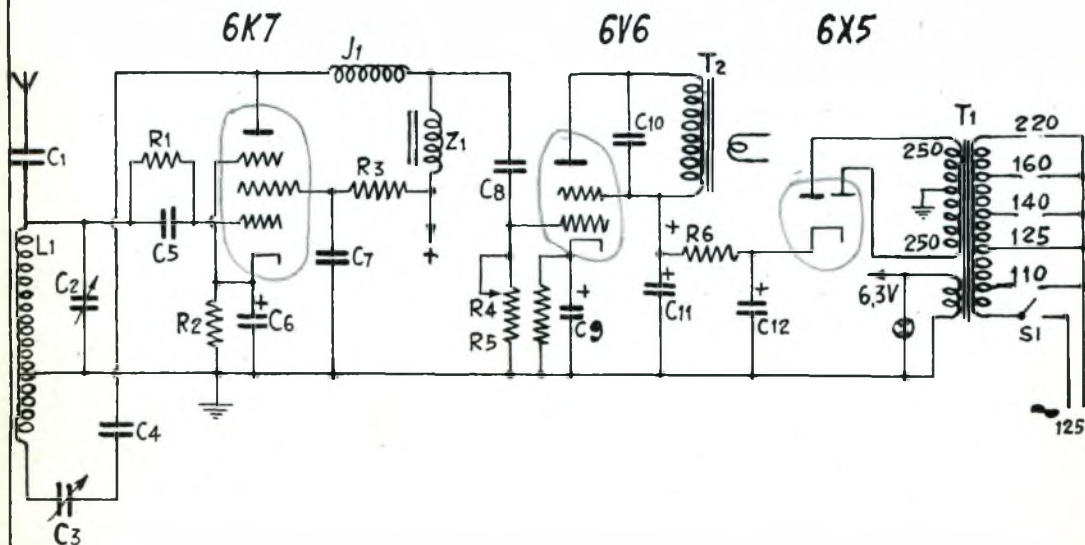 6K7
6V6
6X5
J1
T2
T1
220
C1
R1
R3
Z1
C8
C10
250
160
140
L1
C5
C7
+
R6
250
125
C2
+
+
+
6,3V
110
R2
+
C6
R4
R5
+
C9
C11
C12
S1
C4
~125
C3